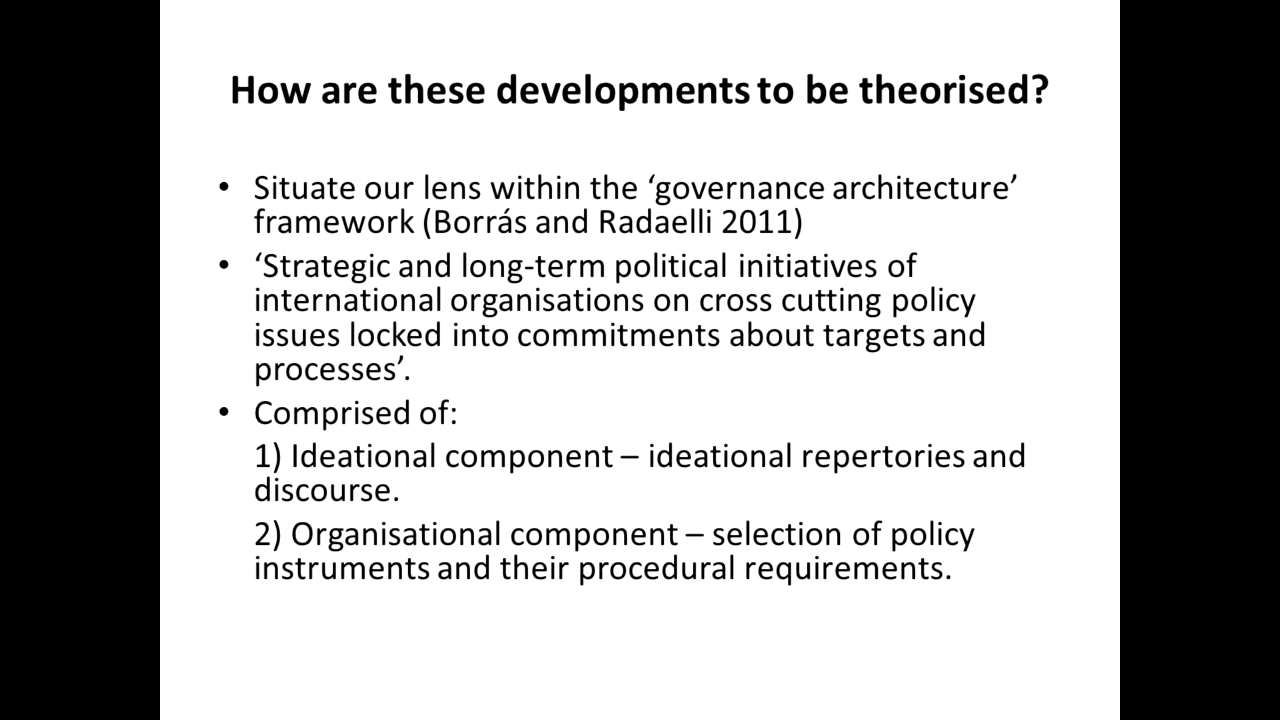 How are these developments to be theorised?
• Situate our lens within the ‘governance architecture’
framework (Borrás and Radaelli 2011)
• ‘Strategic and long-term political initiatives of
international organisations on cross cutting policy
issues locked into commitments about targets and
processes’.
• Comprised of:
1) Ideational component – ideational repertories and
discourse.
2) Organisational component – selection of policy
instruments and their procedural requirements.